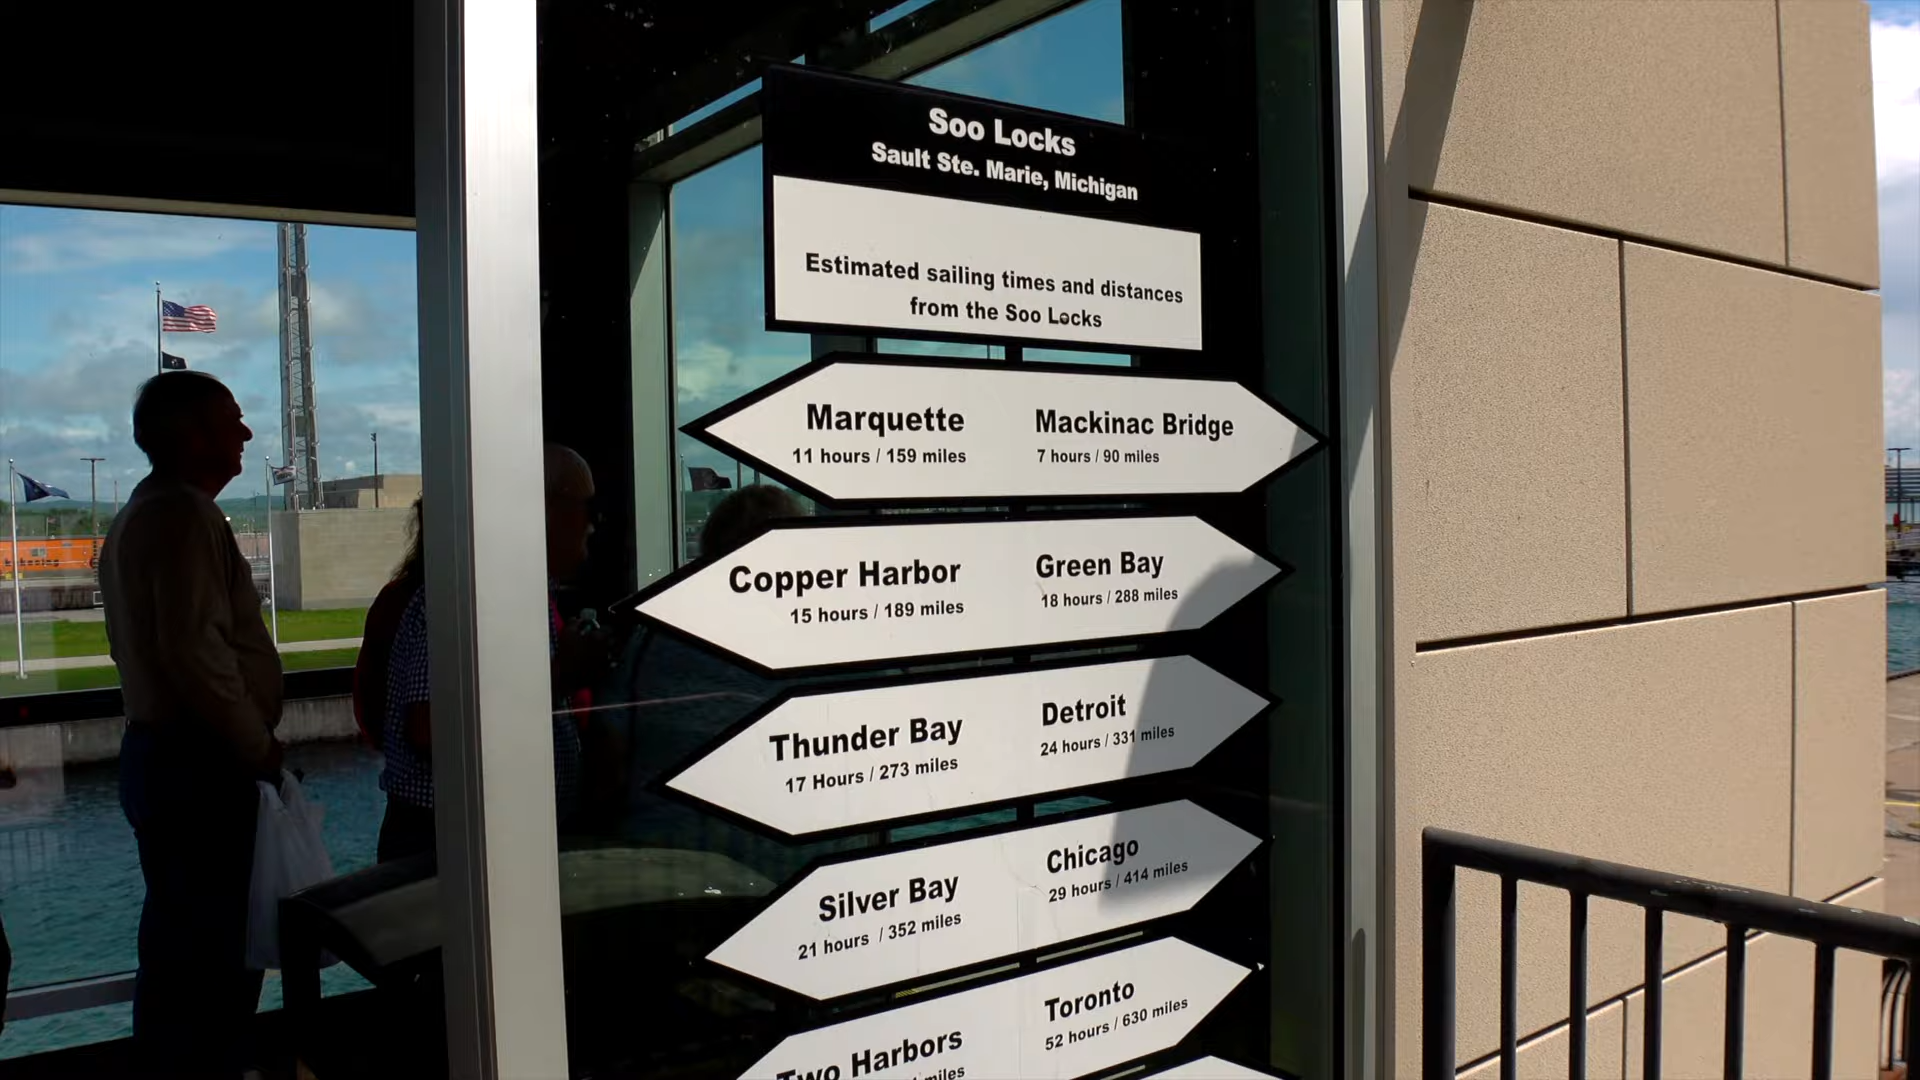 Soo Locks
Sault Ste. Marie, Michigan
Estimated sailing times and distances
from the Soo Locks
Marquette
11 hours / 159 miles
Mackinac Bridge
7 hours / 90 miles
Copper Harbor
15 hours / 189 miles
Green Bay
18 hours / 288 miles
Thunder Bay
17 Hours / 273 miles
Detroit
24 hours / 331 miles
Silver Bay
21 hours / 352 miles
Chicago
29 hours / 414 miles
Two Harbors
miles
Toronto
52 hours / 630 miles